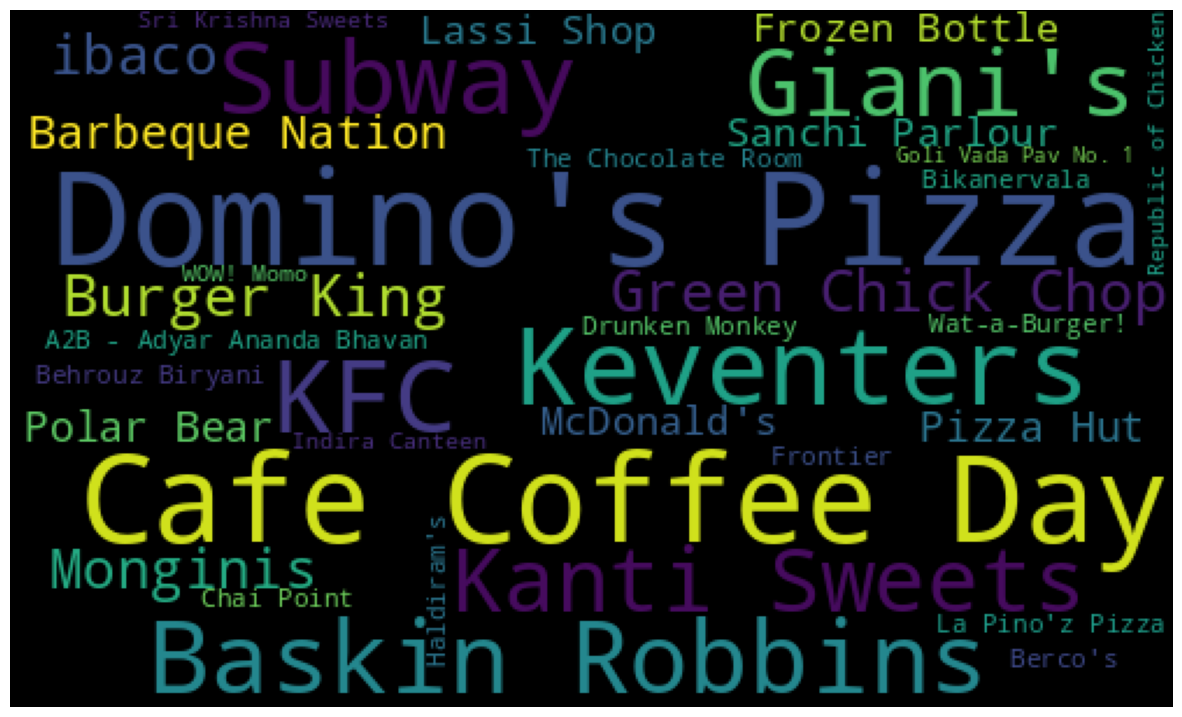 Sri Krishna Sweets
ibaco
Subway
Lassi Shop
Frozen Bottle
Giani's
Republic of Chicken
Barbeque Nation
Sanchi Parlour
The Chocolate Room
Goli Vada Pav No. 1
Bikanervala
Domino's Pizza
WOW! Momo
Burger King
Green Chick Chop
A2B - Adyar Ananda Bhavan
Drunken Monkey
Wat-a-Burger!
Keventers
Behrouz Biryani
KFC
Polar Bear
McDonald's
Pizza Hut
Indira Canteen
Frontier
Cafe Coffee Day
Monginis
Chai Point
Haldiram's
Kanti Sweets
Baskin Robbins
La Pino'z Pizza
Berco's